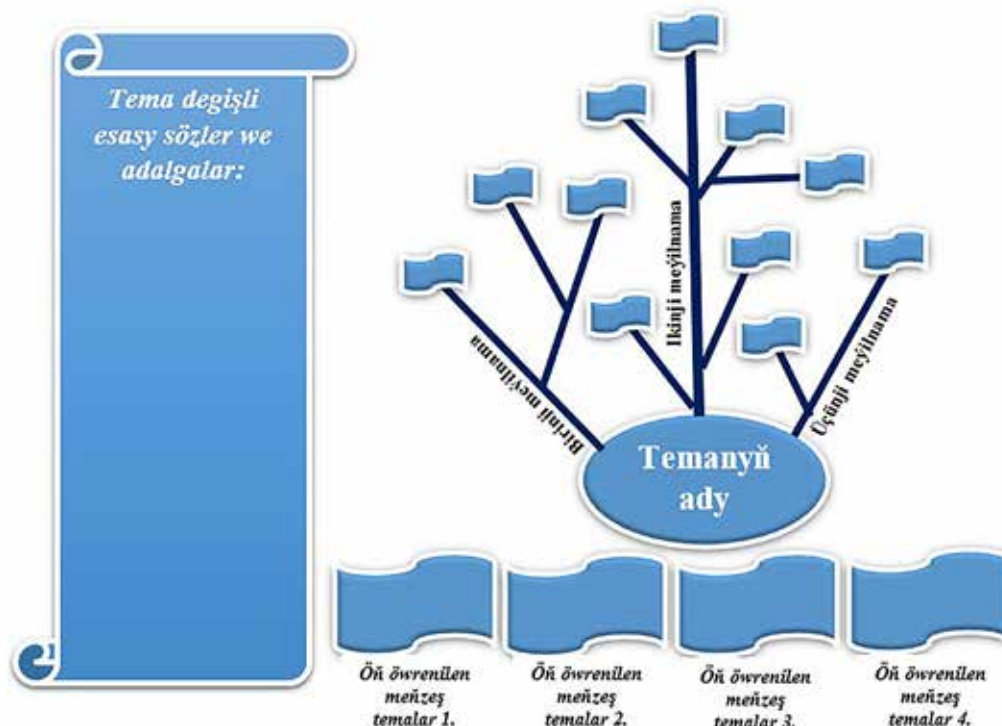 Tema degişli
esasy sözler we
adalgalar:
Birinji meýilnama
Ikinji meýilnama
Üçünji meýilnama
Temanyň
ady
Öň öwrenilen
meňzeş
temalar 1.
Öň öwrenilen
meňzeş
temalar 2.
Öň öwrenilen
meňzeş
temalar 3.
Öň öwrenilen
meňzeş
temalar 4.